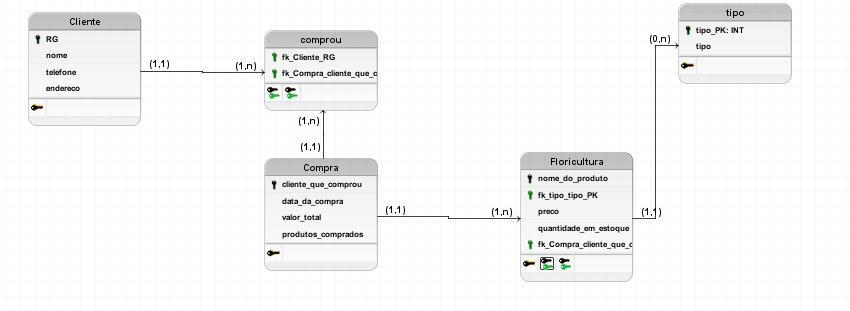 Cliente
RG
nome
telefone
endereco
(1,1)
(1,n)
comprou
fk_Cliente_RG
fk_Compra_cliente_que_c
(1,n)
(1,1)
Compra
cliente_que_comprou
data_da_compra
valor_total
produtos_comprados
(1,1)
(1,n)
Floricultura
nome_do_produto
fk_tipo_tipo_PK
preco
quantidade_em_estoque
fk_Compra_cliente_que_c
(1,1)
(0,n)
tipo
tipo_PK: INT
tipo